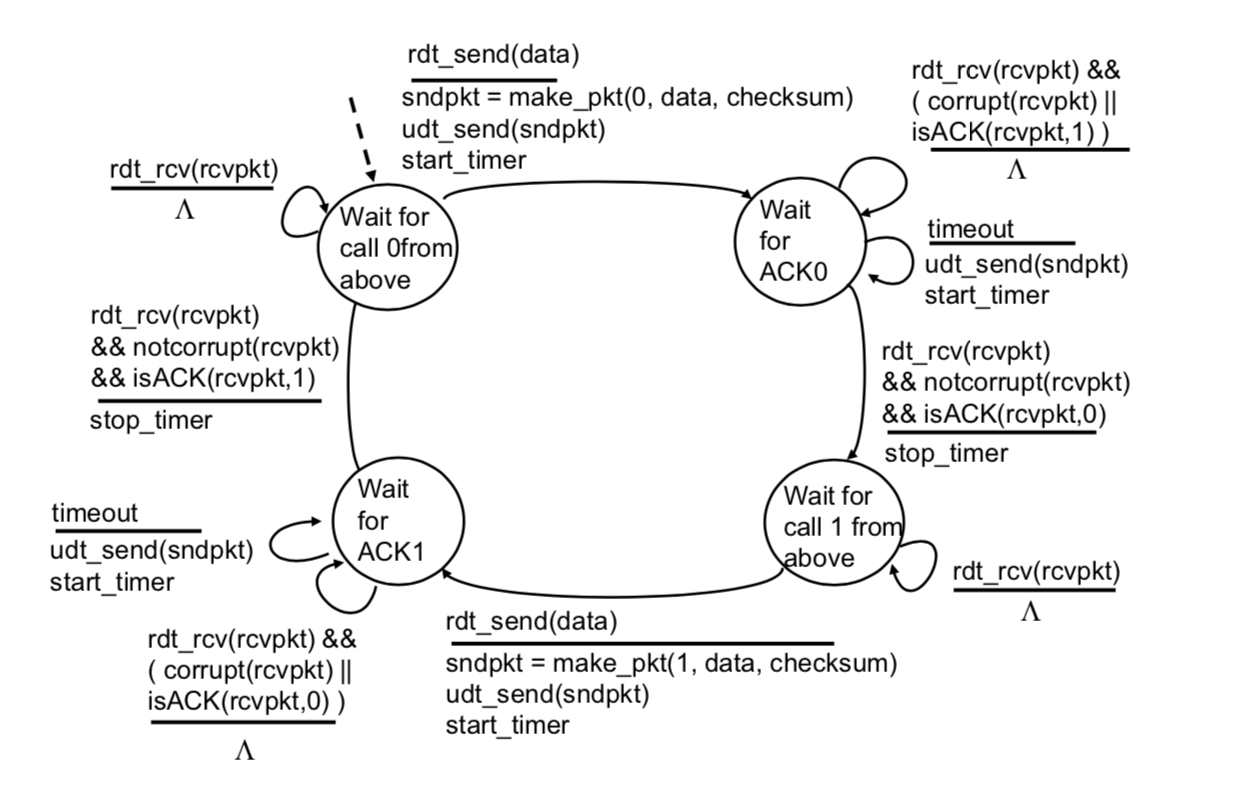 rdt_send(data)
sndpkt = make_pkt(0, data, checksum)
udt_send(sndpkt)
start_timer
rdt_rcv(rcvpkt) &&
( corrupt(rcvpkt) ||
isACK(rcvpkt,1) )
Λ
rdt_rcv(rcvpkt)
Λ
Wait for
call 0from
above
Wait
for
ACK0
timeout
udt_send(sndpkt)
start_timer
rdt_rcv(rcvpkt)
&& notcorrupt(rcvpkt)
&& isACK(rcvpkt,1)
stop_timer
rdt_rcv(rcvpkt)
&& notcorrupt(rcvpkt)
&& isACK(rcvpkt,0)
stop_timer
Wait
for
ACK1
Wait for
call 1 from
above
timeout
udt_send(sndpkt)
start_timer
rdt_rcv(rcvpkt)
Λ
rdt_rcv(rcvpkt) &&
( corrupt(rcvpkt) ||
isACK(rcvpkt,0) )
Λ
rdt_send(data)
sndpkt = make_pkt(1, data, checksum)
udt_send(sndpkt)
start_timer